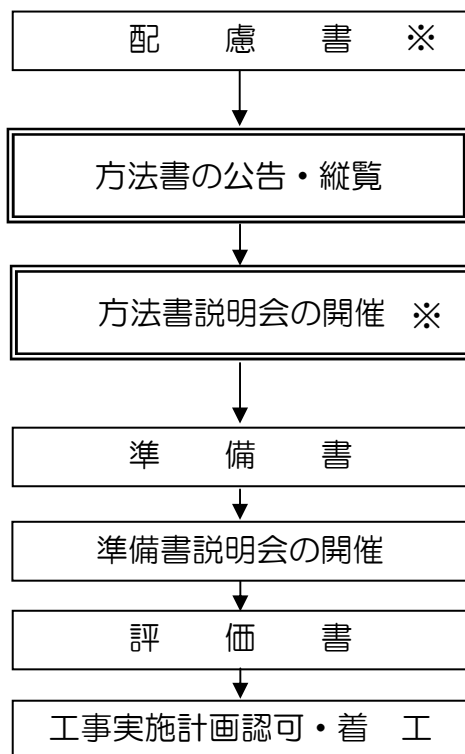 配　慮　書　※
方法書の公告・縦覧
方法書説明会の開催　※
準　備　書
準備書説明会の開催
評　価　書
工事実施計画認可・着　工